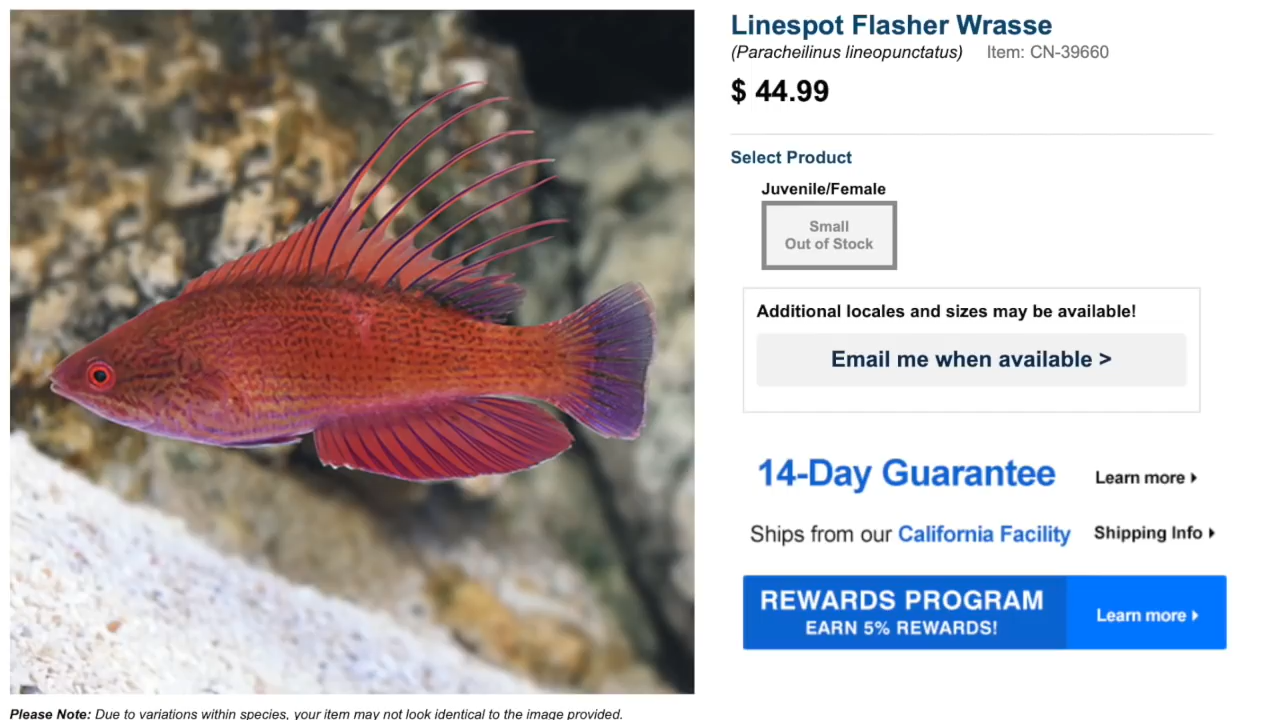 Linespot Flasher Wrasse
(Paracheilinus lineopunctatus) Item: CN-39660
$ 44.99
Select Product
Juvenile/Female
Small
Out of Stock
Additional locales and sizes may be available!
Email me when available >
14-Day Guarantee Learn more
Ships from our California Facility Shipping Info
REWARDS PROGRAM
EARN 5% REWARDS!
Learn more
Please Note: Due to variations within species, your item may not look identical to the image provided.